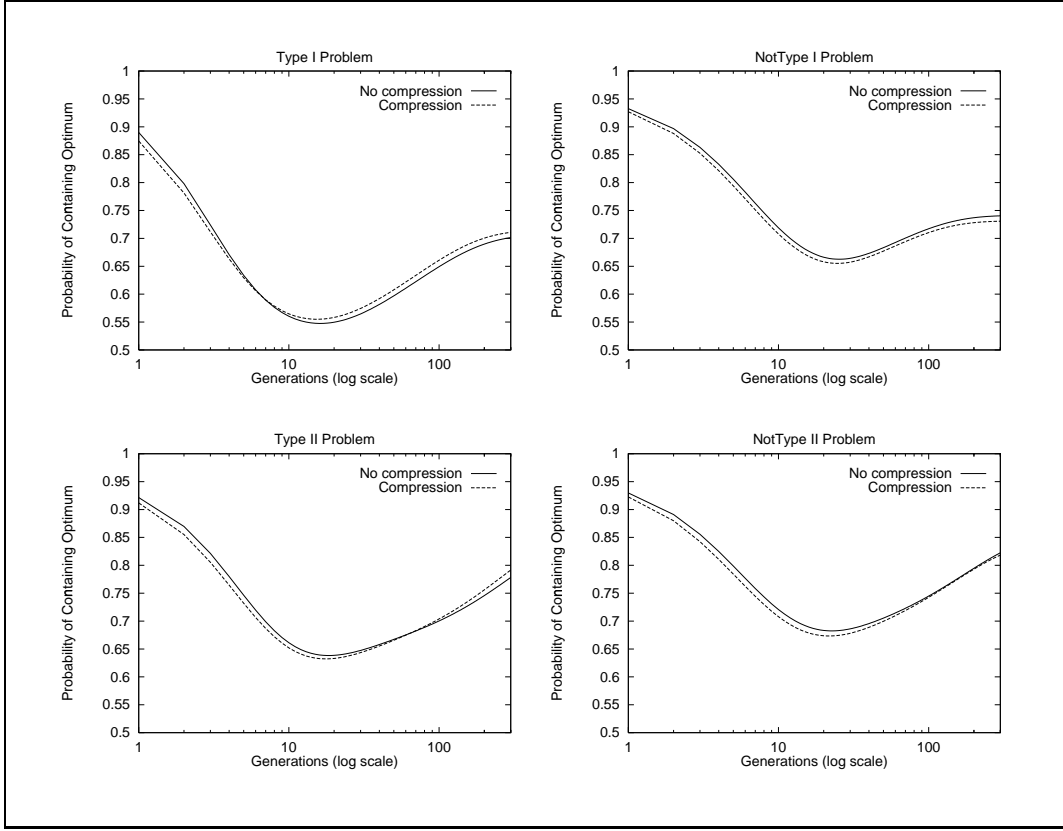 Type I Problem
Probability of Containing Optimum
1
0.95
0.9
0.85
0.8
0.75
0.7
0.65
0.6
0.55
0.5
No compression
Compression
1 10 100
Generations (log scale)
NotType I Problem
Probability of Containing Optimum
1
0.95
0.9
0.85
0.8
0.75
0.7
0.65
0.6
0.55
0.5
No compression
Compression
1 10 100
Generations (log scale)
Type II Problem
Probability of Containing Optimum
1
0.95
0.9
0.85
0.8
0.75
0.7
0.65
0.6
0.55
0.5
No compression
Compression
1 10 100
Generations (log scale)
NotType II Problem
Probability of Containing Optimum
1
0.95
0.9
0.85
0.8
0.75
0.7
0.65
0.6
0.55
0.5
No compression
Compression
1 10 100
Generations (log scale)